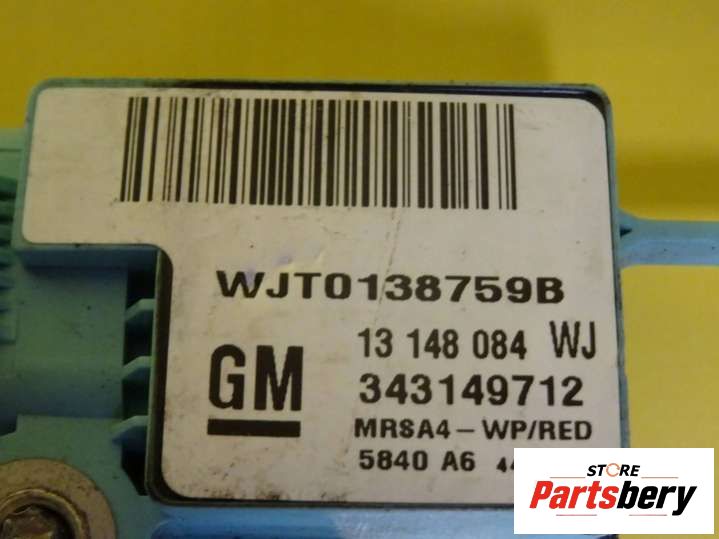 WJT0138759B
GM
13 148 084 WJ
343149712
MRSA4-WP/RED
5840 A6
STORE
Partsbery